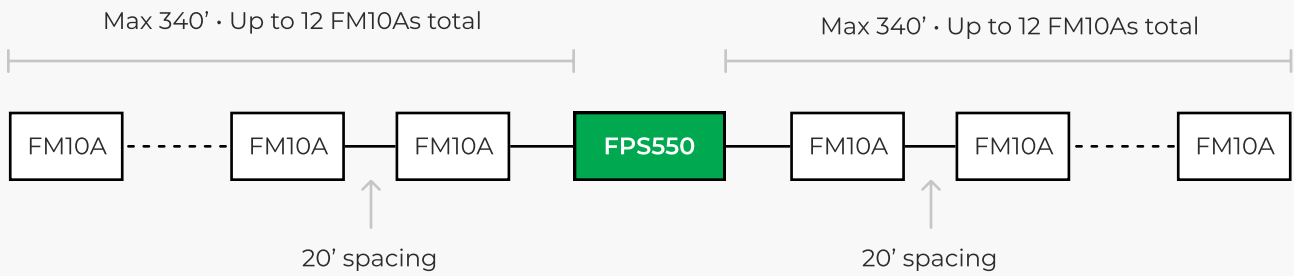 Max 340’ • Up to 12 FM10As total
Max 340’ • Up to 12 FM10As total
FM10A
FM10A
FM10A
FPS550
FM10A
FM10A
FM10A
20’ spacing
20’ spacing